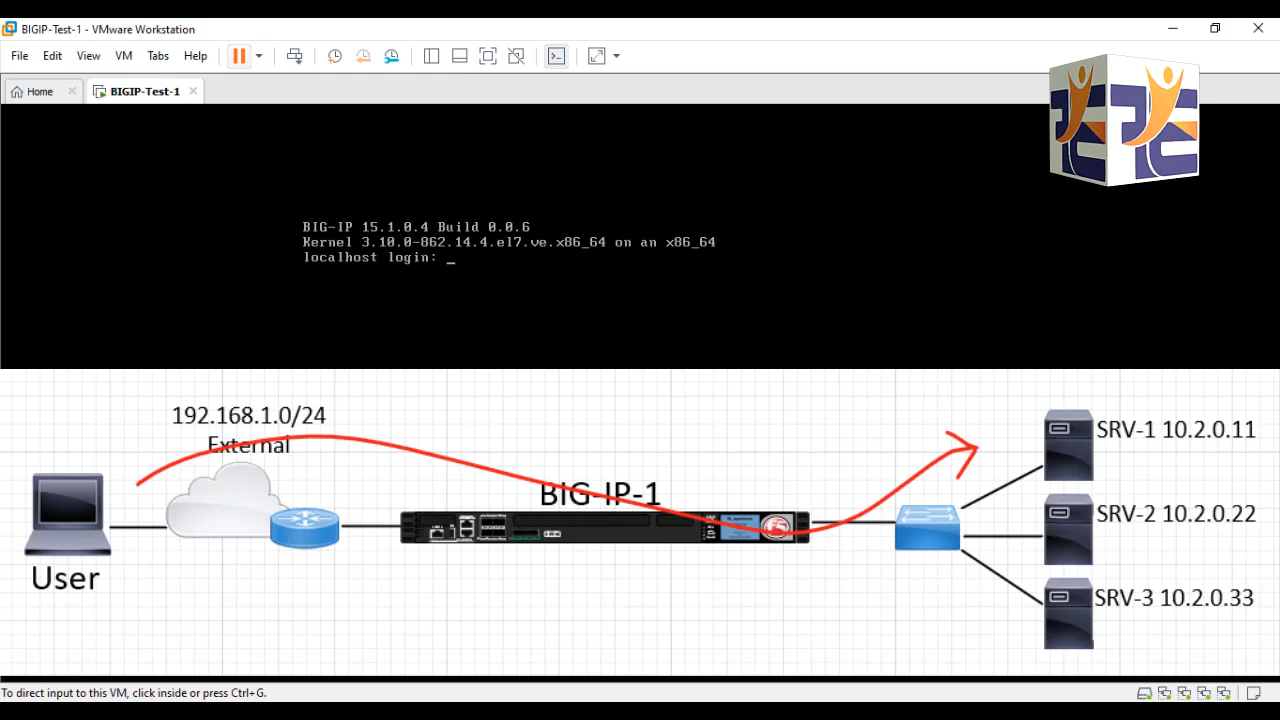 BIGIP-Test-1 - VMware Workstation
File Edit View VM Tabs Help
Home BIGIP-Test-1
BIG-IP 15.1.0.4 Build 0.0.6
Kernel 3.10.0-862.14.4.el7.ve.x86_64 on an x86_64
localhost login: _
192.168.1.0/24
External
SRV-1 10.2.0.11
BIG-IP-1
SRV-2 10.2.0.22
User
SRV-3 10.2.0.33
To direct input to this VM, click inside or press Ctrl+G.